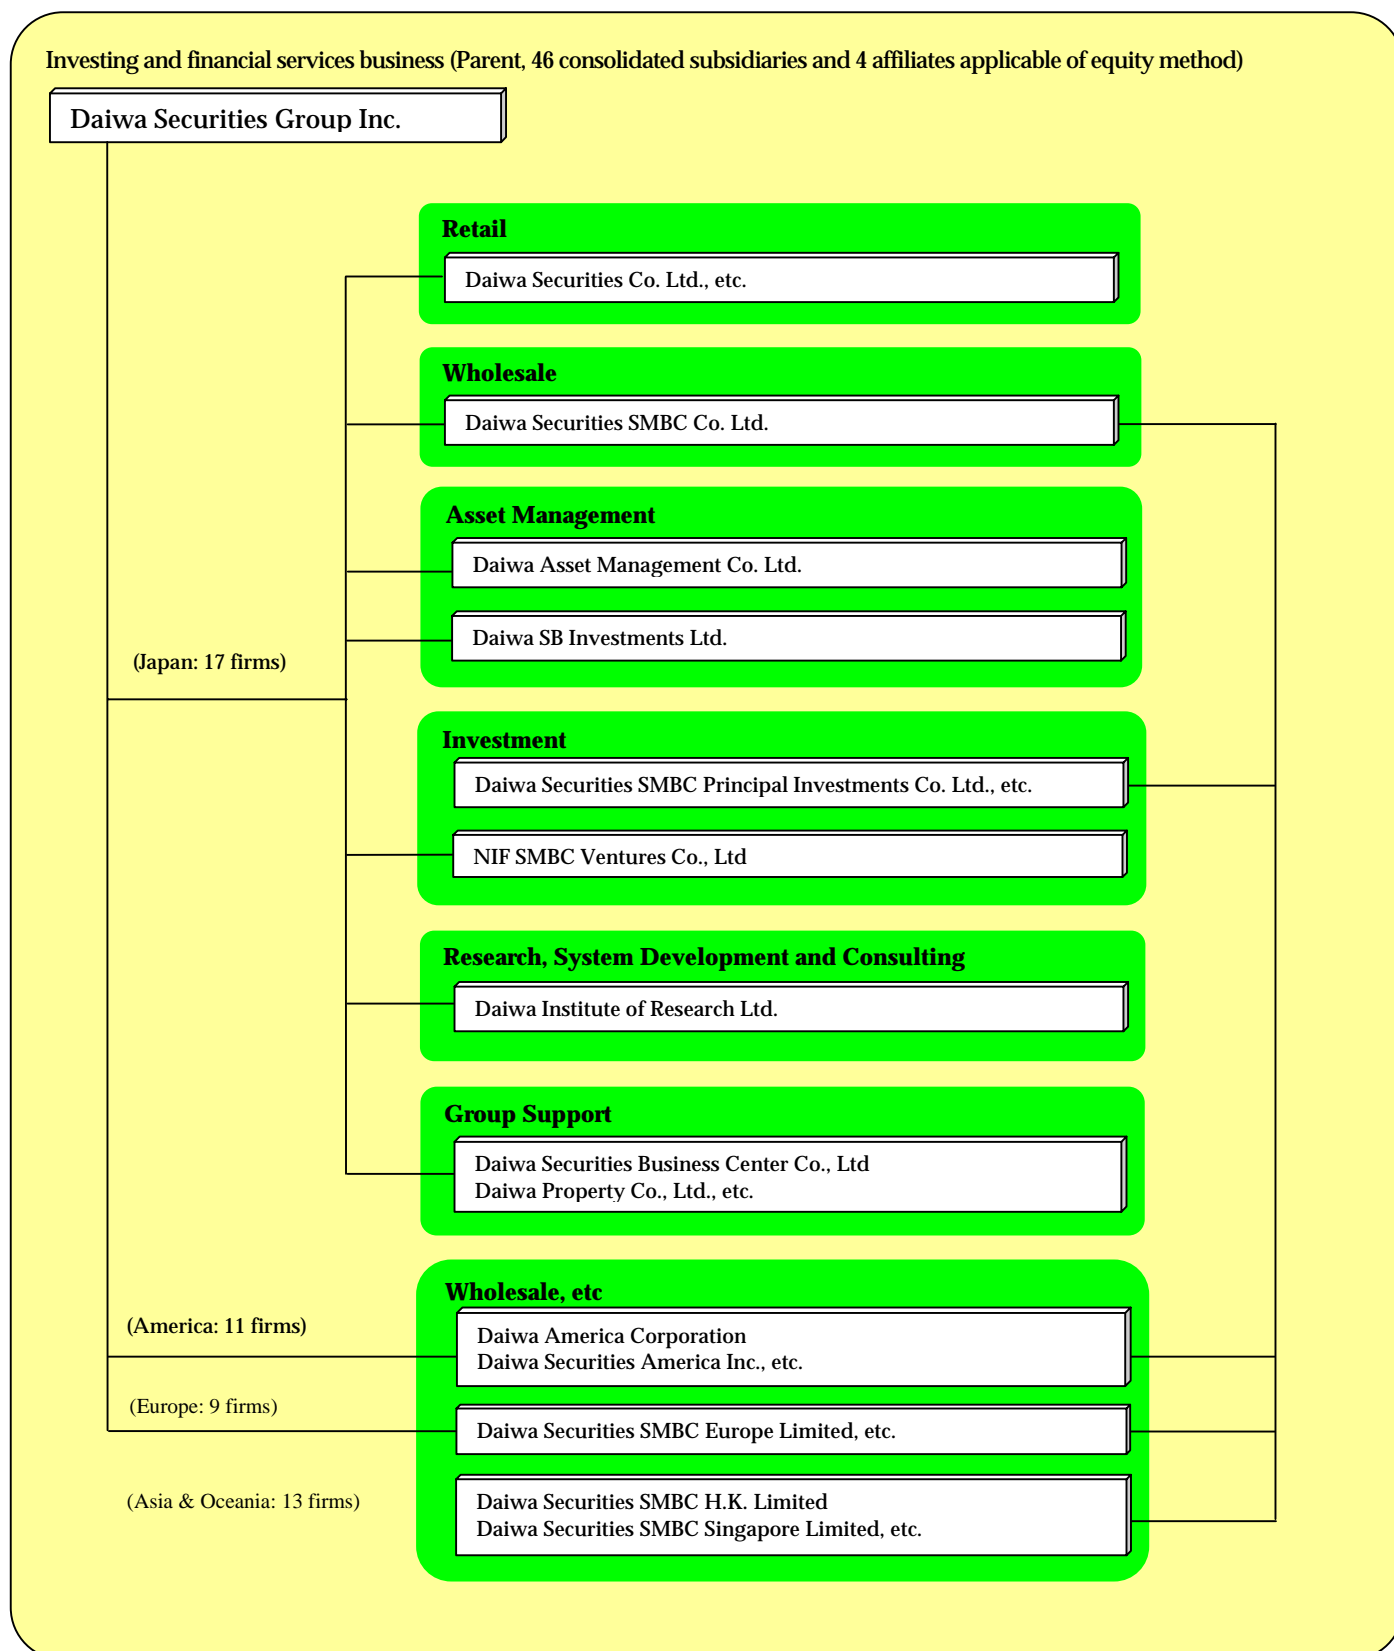 Investing and financial services business (Parent, 46 consolidated subsidiaries and 4 affiliates applicable of equity method)
Daiwa Securities Group Inc.
Retail
Daiwa Securities Co. Ltd., etc.
Wholesale
Daiwa Securities SMBC Co. Ltd.
Asset Management
Daiwa Asset Management Co. Ltd.
Daiwa SB Investments Ltd.
(Japan: 17 firms)
Investment
Daiwa Securities SMBC Principal Investments Co. Ltd., etc.
NIF SMBC Ventures Co., Ltd
Research, System Development and Consulting
Daiwa Institute of Research Ltd.
Group Support
Daiwa Securities Business Center Co., Ltd
Daiwa Property Co., Ltd., etc.
Wholesale, etc
(America: 11 firms)
Daiwa America Corporation
Daiwa Securities America Inc., etc.
(Europe: 9 firms)
Daiwa Securities SMBC Europe Limited, etc.
(Asia & Oceania: 13 firms)
Daiwa Securities SMBC H.K. Limited
Daiwa Securities SMBC Singapore Limited, etc.